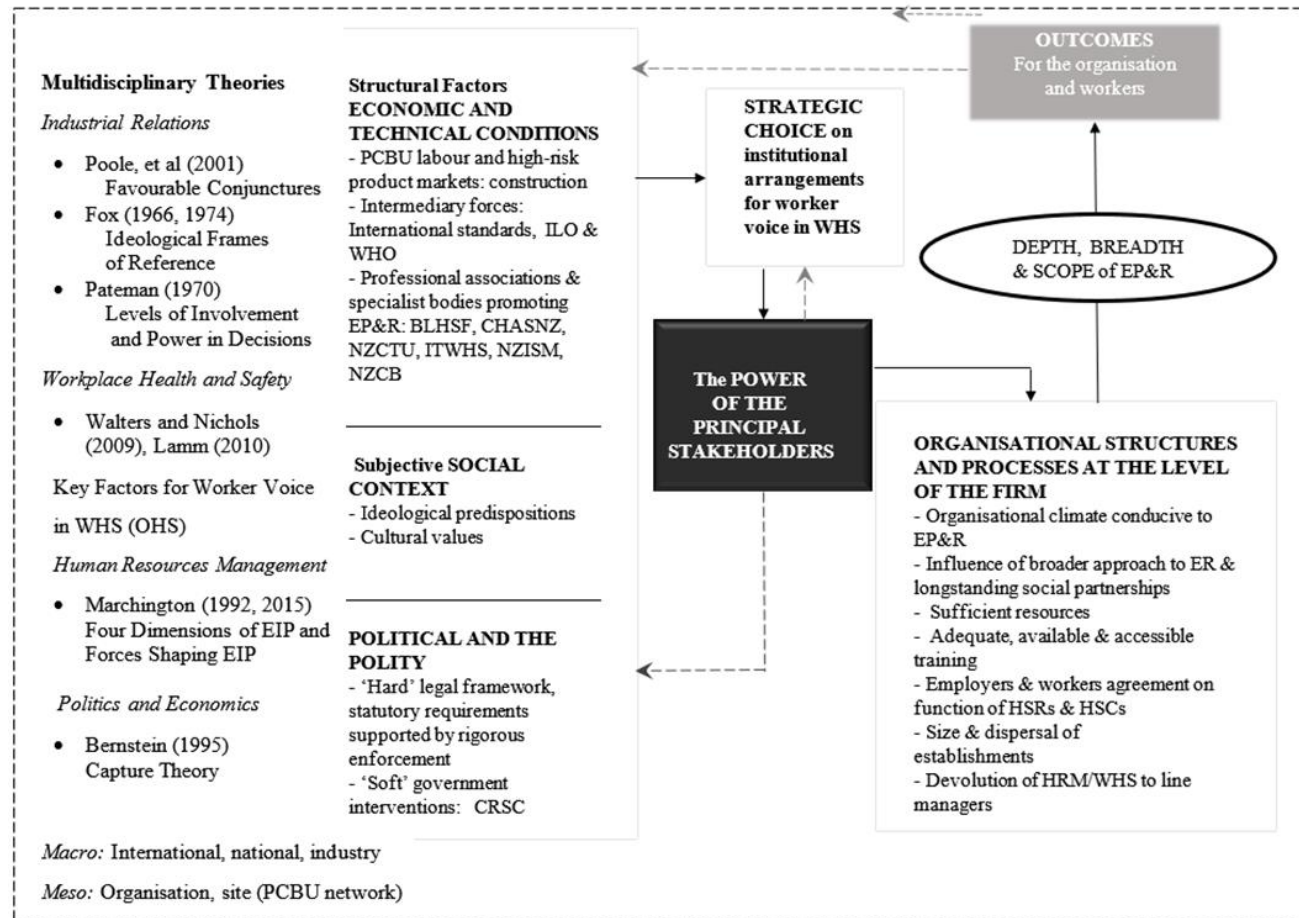 Multidisciplinary Theories
Industrial Relations
• Poole, et al (2001)
Favourable Conjunctures
• Fox (1966, 1974)
Ideological Frames
of Reference
• Pateman (1970)
Levels of Involvement
and Power in Decisions
Workplace Health and Safety
• Walters and Nichols
(2009), Lamm (2010)
Key Factors for Worker Voice
in WHS (OHS)
Human Resources Management
• Marchington (1992, 2015)
Four Dimensions of EIP and
Forces Shaping EIP
Politics and Economics
• Bernstein (1995)
Capture Theory
Macro: International, national, industry
Meso: Organisation, site (PCBU network)
Structural Factors
ECONOMIC AND
TECHNICAL CONDITIONS
- PCBU labour and high-risk
product markets: construction
- Intermediary forces:
International standards, ILO &
WHO
- Professional associations &
specialist bodies promoting
EP&R: BLHSF, CHASNZ,
NZCTU, ITWHS, NZISM,
NZCB
Subjective SOCIAL
CONTEXT
- Ideological predispositions
- Cultural values
POLITICAL AND THE
POLITY
- ‘Hard’ legal framework,
statutory requirements
supported by rigorous
enforcement
- ‘Soft’ government
interventions: CRSC
STRATEGIC
CHOICE on
institutional
arrangements
for worker
voice in WHS
The POWER
OF THE
PRINCIPAL
STAKEHOLDERS
OUTCOMES
For the organisation
and workers
DEPTH, BREADTH
& SCOPE of EP&R
ORGANISATIONAL STRUCTURES
AND PROCESSES AT THE LEVEL
OF THE FIRM
- Organisational climate conducive to
EP&R
- Influence of broader approach to ER &
longstanding social partnerships
- Sufficient resources
- Adequate, available & accessible
training
- Employers & workers agreement on
function of HSRs & HSCs
- Size & dispersal of
establishments
- Devolution of HRM/WHS to line
managers